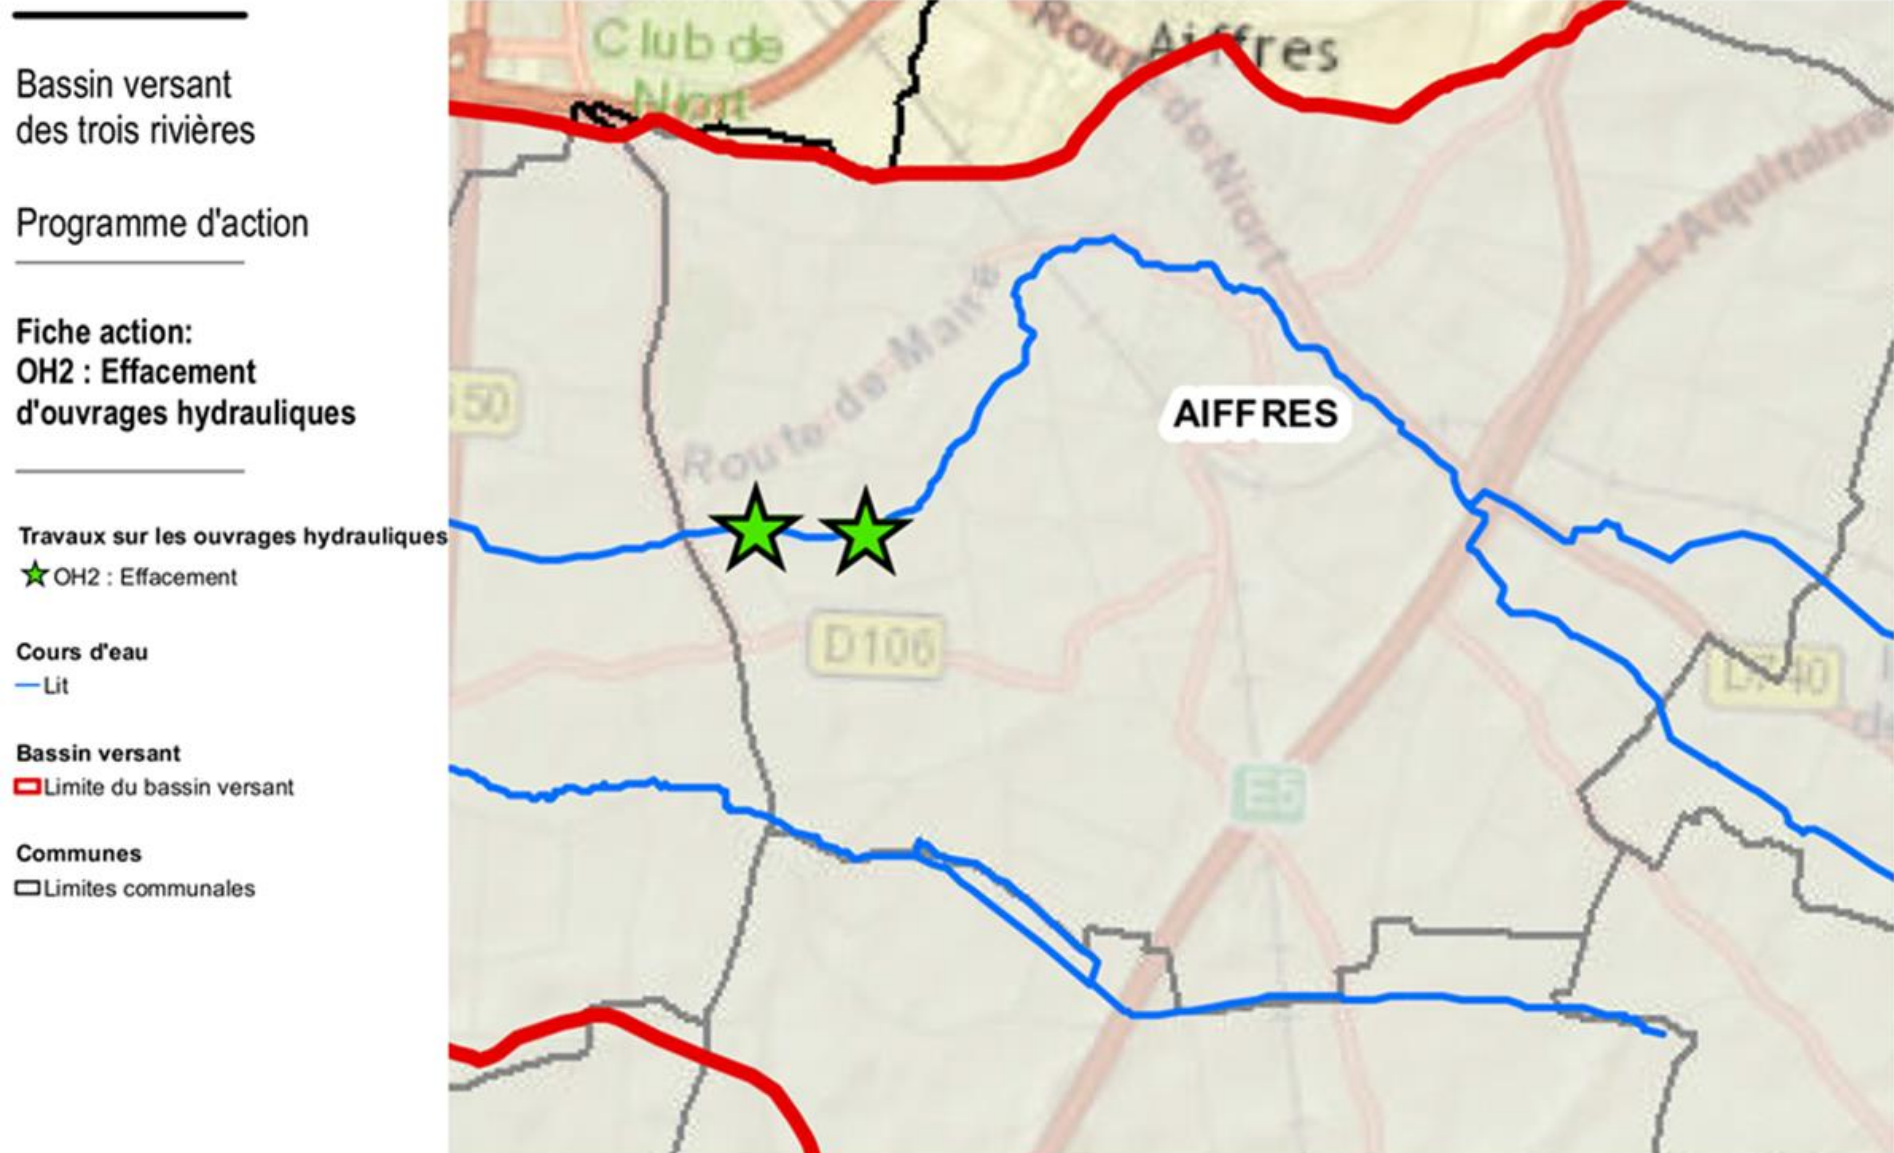 Bassin versant
des trois rivières
Programme d'action
Fiche action:
OH2 : Effacement
d'ouvrages hydrauliques
Travaux sur les ouvrages hydrauliques
OH2 : Effacement
Cours d'eau
Lit
Bassin versant
Limite du bassin versant
Communes
Limites communales
Club de
Niort
Aiffres
Route de Niort
L'Aquitaine
Route de Maire
50
AIFFRES
D106
D740
E5